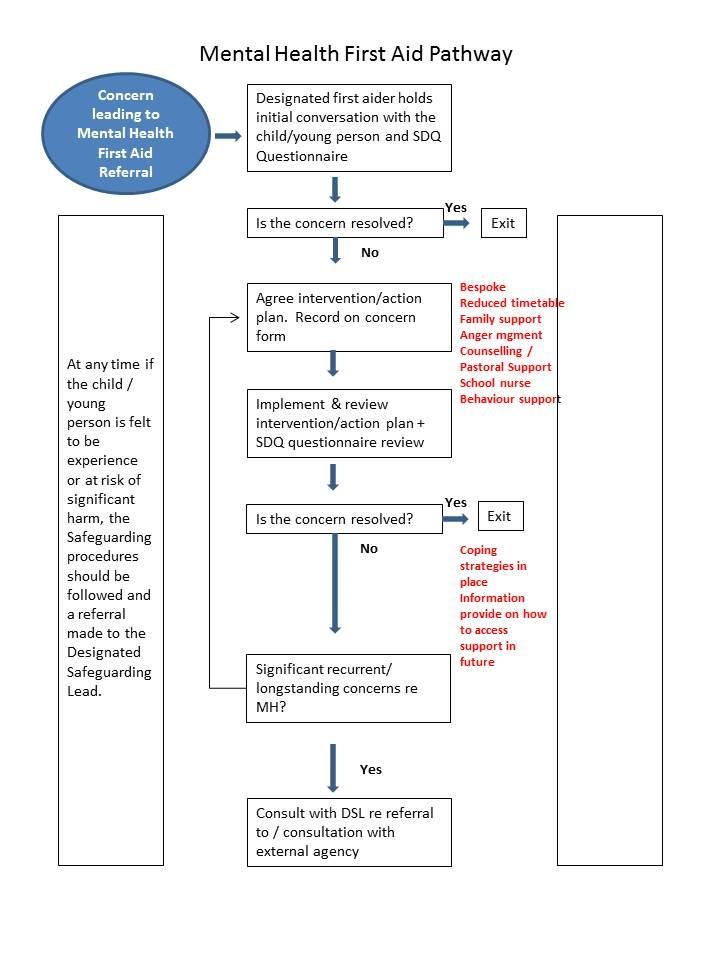 Mental Health First Aid Pathway
Concern
leading to
Mental Health
First Aid
Referral
Designated first aider holds
initial conversation with the
child/young person and SDQ
Questionnaire
Is the concern resolved?
Yes
Exit
No
Agree intervention/action
plan. Record on concern
form
Bespoke
Reduced timetable
Family support
Anger mgment
Counselling /
Pastoral Support
School nurse
Behaviour support
Implement & review
intervention/action plan +
SDQ questionnaire review
Is the concern resolved?
Yes
Exit
No
Coping
strategies in
place
Information
provide on how
to access
support in
future
Significant recurrent/
longstanding concerns re
MH?
Yes
Consult with DSL re referral
to / consultation with
external agency
At any time if
the child /
young
person is felt
to be
experience
or at risk of
significant
harm, the
Safeguarding
procedures
should be
followed and
a referral
made to the
Designated
Safeguarding
Lead.